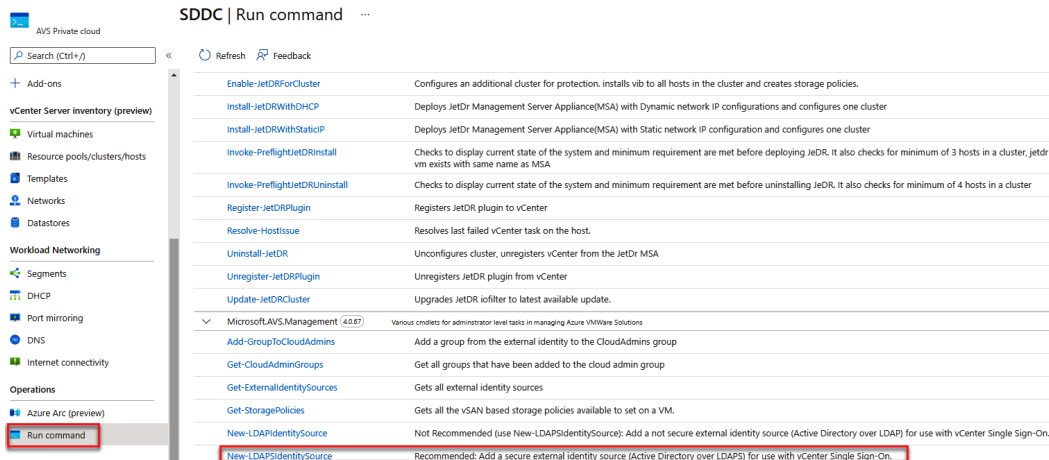 SDDC | Run command ...
AVS Private cloud
Search (Ctrl+/)
«
Add-ons
vCenter Server inventory (preview)
Virtual machines
Resource pools/clusters/hosts
Templates
Networks
Datastores
Workload Networking
Segments
DHCP
Port mirroring
DNS
Internet connectivity
Operations
Azure Arc (preview)
Run command
Refresh Feedback
Enable-JetDRForCluster Configures an additional cluster for protection. installs vib to all hosts in the cluster and creates storage policies.
Install-JetDRWithDHCP Deploys JetDr Management Server Appliance(MSA) with Dynamic network IP configurations and configures one cluster
Install-JetDRWithStaticIP Deploys JetDr Management Server Appliance(MSA) with Static network IP configuration and configures one cluster
Invoke-PreflightJetDRInstall Checks to display current state of the system and minimum requirement are met before deploying JeDR. It also checks for minimum of 3 hosts in a cluster, jetdr
vm exists with same name as MSA
Invoke-PreflightJetDRUninstall Checks to display current state of the system and minimum requirement are met before uninstalling JeDR. It also checks for minimum of 4 hosts in a cluster
Register-JetDRPlugin Registers JetDR plugin to vCenter
Resolve-HostIssue Resolves last failed vCenter task on the host.
Uninstall-JetDR Unconfigures cluster, unregisters vCenter from the JetDr MSA
Unregister-JetDRPlugin Unregisters JetDR plugin from vCenter
Update-JetDRCluster Upgrades JetDR iofilter to latest available update.
Microsoft.AVS.Management 4.0.67 Various cmdlets for adminstrator level tasks in managing Azure VMWare Solutions
Add-GroupToCloudAdmins Add a group from the external identity to the CloudAdmins group
Get-CloudAdminGroups Get all groups that have been added to the cloud admin group
Get-ExternalIdentitySources Gets all external identity sources
Get-StoragePolicies Gets all the vSAN based storage policies available to set on a VM.
New-LDAPIdentitySource Not Recommended (use New-LDAPSIdentitySource): Add a not secure external identity source (Active Directory over LDAP) for use with vCenter Single Sign-On.
New-LDAPSIdentitySource Recommended: Add a secure external identity source (Active Directory over LDAPS) for use with vCenter Single Sign-On.